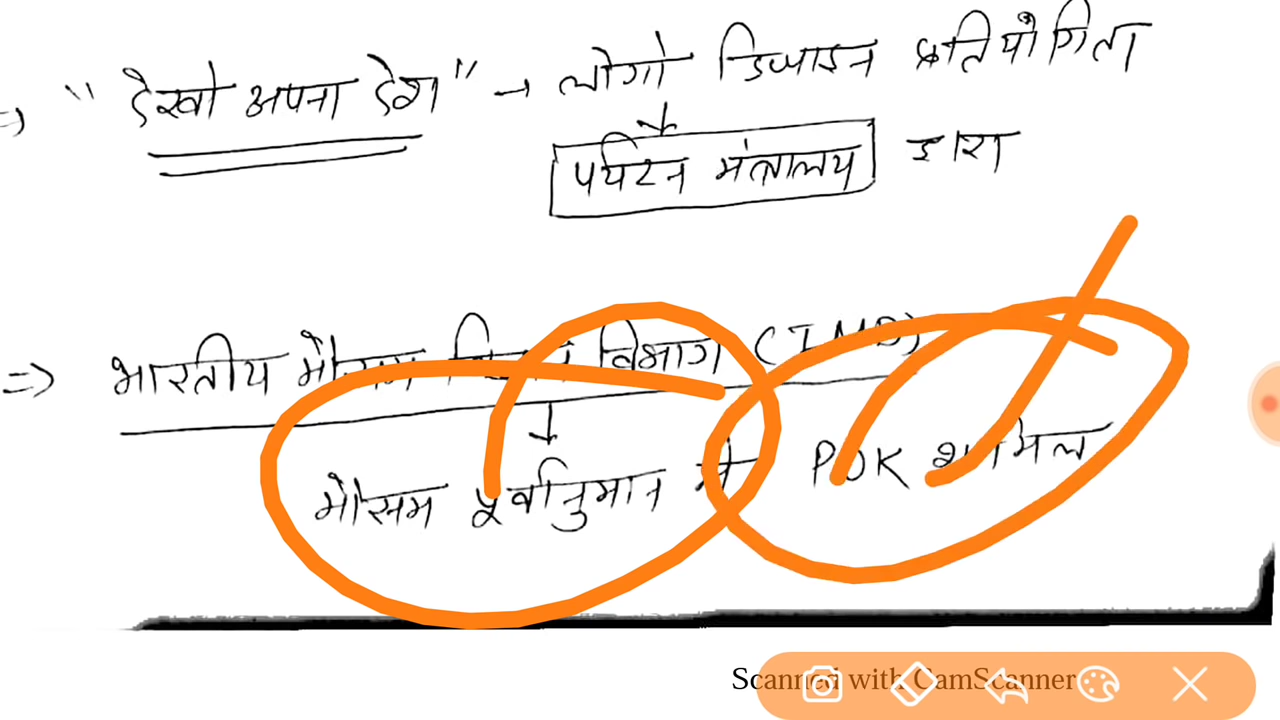 => "देखो अपना देश" → लोगो डिजाइन प्रतियोगिता
↓
पर्यटन मंत्रालय द्वारा
=> भारतीय मौसम विज्ञान विभाग (IMD)
↓
मौसम पूर्वानुमान में POK शामिल
Scanned with CamScanner